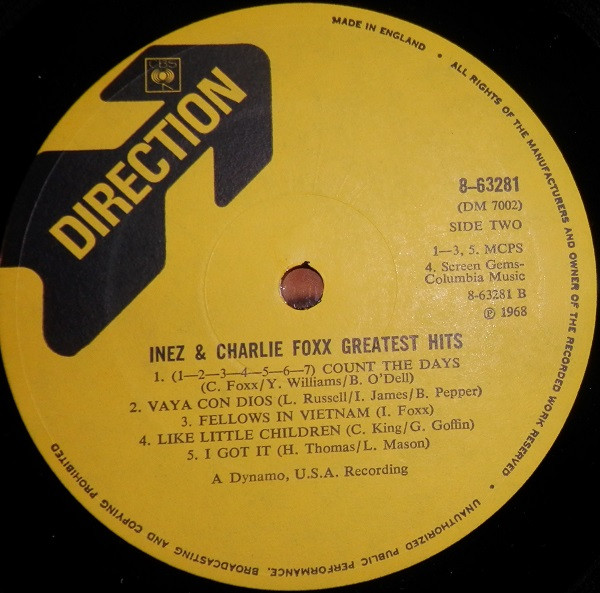 MADE IN ENGLAND • ALL RIGHTS OF THE MANUFACTURERS AND OWNER OF THE RECORDED WORK RESERVED • UNAUTHORIZED PUBLIC PERFORMANCE, BROADCASTING AND COPYING PROHIBITED
CBS
DIRECTION
8–63281
(DM 7002)
SIDE TWO
1—3, 5. MCPS
4. Screen Gems-
Columbia Music
8-63281 B
℗ 1968
INEZ & CHARLIE FOXX GREATEST HITS
1. (1—2—3—4—5—6—7) COUNT THE DAYS
(C. Foxx/Y. Williams/B. O'Dell)
2. VAYA CON DIOS (L. Russell/I. James/B. Pepper)
3. FELLOWS IN VIETNAM (I. Foxx)
4. LIKE LITTLE CHILDREN (C. King/G. Goffin)
5. I GOT IT (H. Thomas/L. Mason)
A Dynamo, U.S.A. Recording